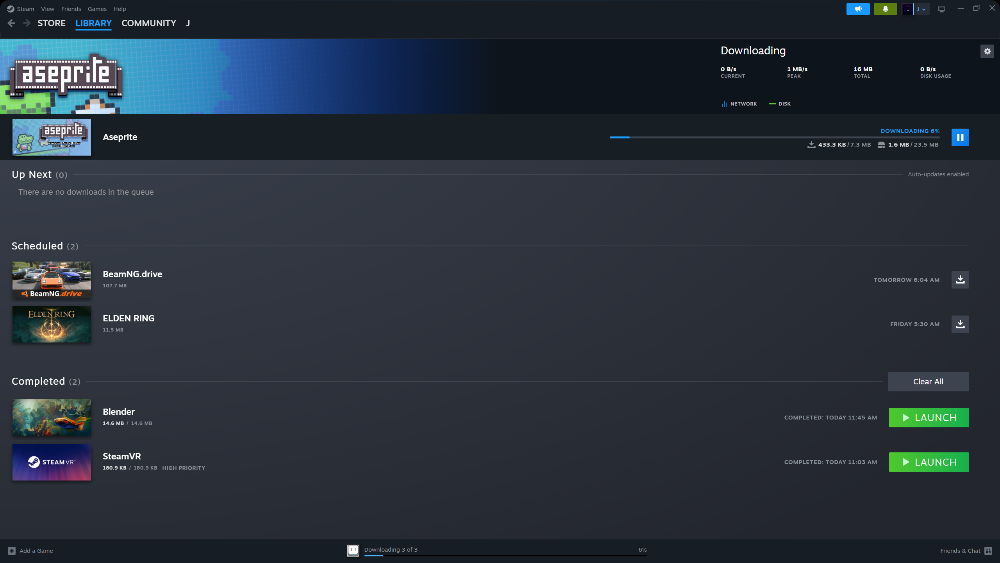 Steam View Friends Games Help
J
STORE LIBRARY COMMUNITY J
aseprite
Downloading
0 B/s 1 MB/s 16 MB 0 B/s
CURRENT PEAK TOTAL DISK USAGE
NETWORK DISK
aseprite
Aseprite
DOWNLOADING 6%
433.3 KB / 7.3 MB 1.6 MB / 23.5 MB
Up Next (0)
Auto-updates enabled
There are no downloads in the queue
Scheduled (2)
BeamNG.drive
BeamNG.drive
107.7 MB
TOMORROW 6:04 AM
ELDEN RING
ELDEN RING
11.5 MB
FRIDAY 3:30 AM
Completed (2)
Clear All
Blender
14.6 MB / 14.6 MB
COMPLETED: TODAY 11:45 AM
LAUNCH
STEAMVR
SteamVR
180.9 KB / 180.9 KB HIGH PRIORITY
COMPLETED: TODAY 11:03 AM
LAUNCH
Add a Game
Downloading 3 of 3
6%
Friends & Chat